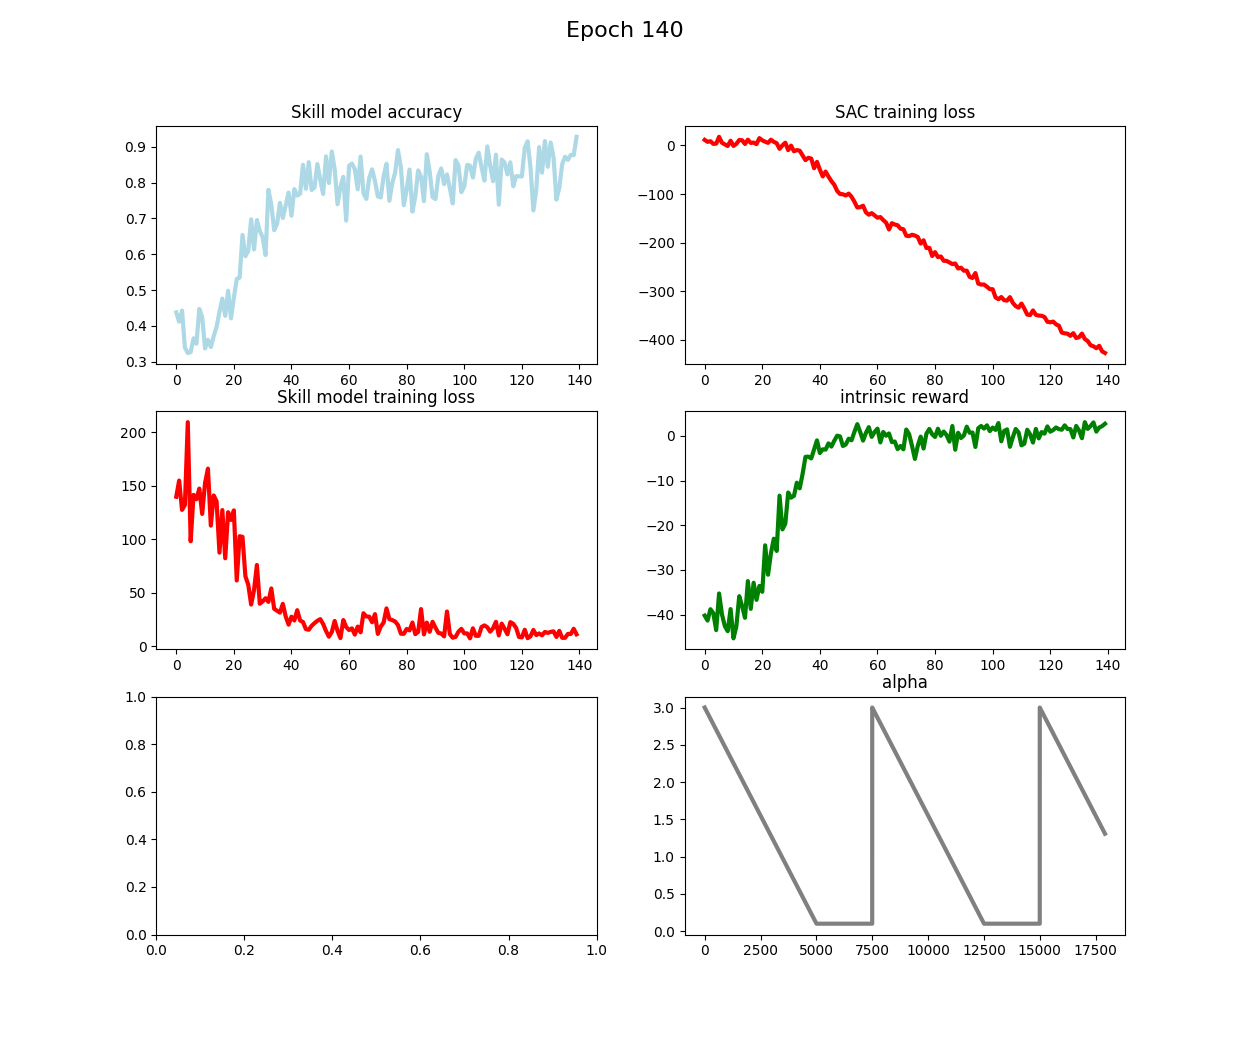 Epoch 140
Skill model accuracy
0.9
0.8
0.7
0.6
0.5
0.4
0.3
0 20 40 60 80 100 120 140
SAC training loss
0
−100
−200
−300
−400
0 20 40 60 80 100 120 140
Skill model training loss
200
150
100
50
0
0 20 40 60 80 100 120 140
intrinsic reward
0
−10
−20
−30
−40
0 20 40 60 80 100 120 140
1.0
0.8
0.6
0.4
0.2
0.0
0.0 0.2 0.4 0.6 0.8 1.0
alpha
3.0
2.5
2.0
1.5
1.0
0.5
0.0
0 2500 5000 7500 10000 12500 15000 17500